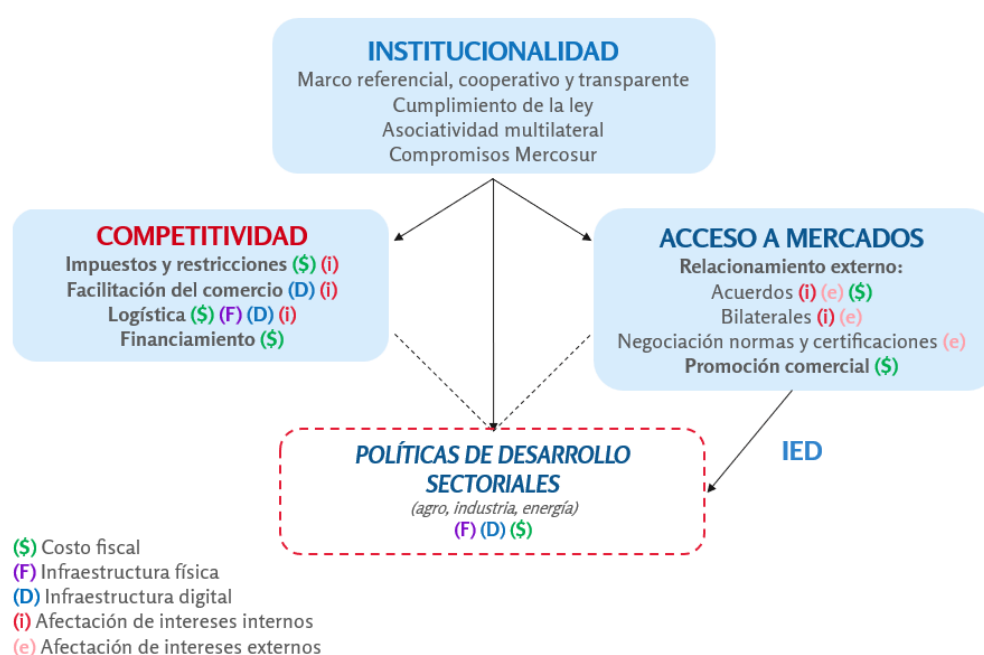 INSTITUCIONALIDAD
Marco referencial, cooperativo y transparente
Cumplimiento de la ley
Asociatividad multilateral
Compromisos Mercosur
COMPETITIVIDAD
Impuestos y restricciones ($) (i)
Facilitación del comercio (D) (i)
Logística ($) (F) (D) (i)
Financiamiento ($)
ACCESO A MERCADOS
Relacionamiento externo:
Acuerdos (i) (e) ($)
Bilaterales (i) (e)
Negociación normas y certificaciones (e)
Promoción comercial ($)
IED
POLÍTICAS DE DESARROLLO
SECTORIALES
(agro, industria, energía)
(F) (D) ($)
($) Costo fiscal
(F) Infraestructura física
(D) Infraestructura digital
(i) Afectación de intereses internos
(e) Afectación de intereses externos